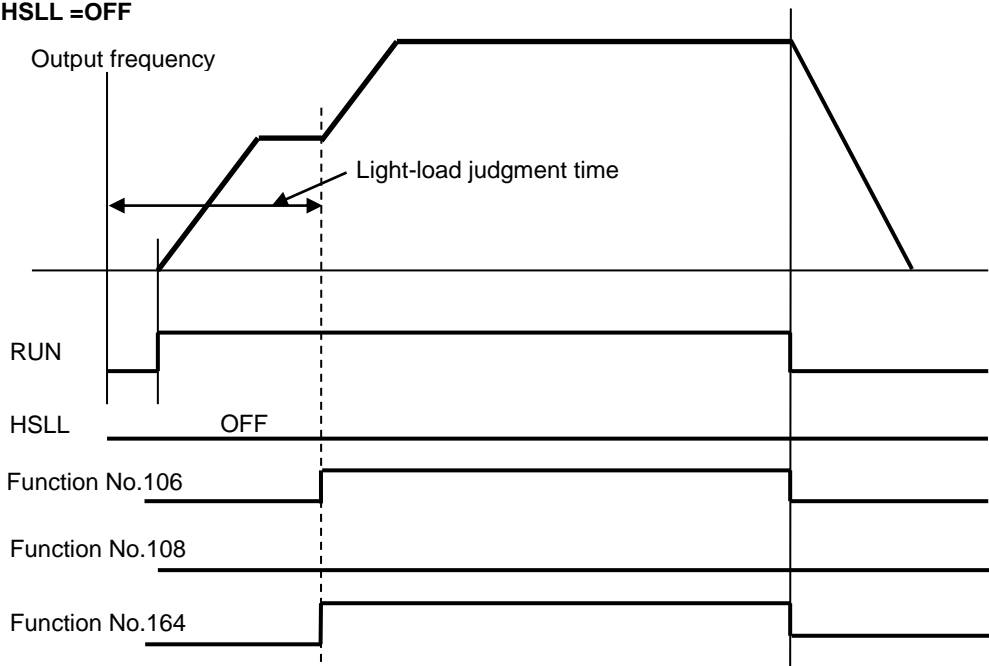 HSLL =OFF
Output frequency
Light-load judgment time
RUN
HSLL
OFF
Function No.106
Function No.108
Function No.164